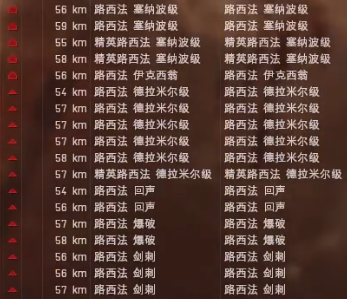 56 km 路西法 塞纳波级 路西法 塞纳波级
59 km 路西法 塞纳波级 路西法 塞纳波级
55 km 精英路西法 塞纳波级 精英路西法 塞纳波级
58 km 精英路西法 塞纳波级 精英路西法 塞纳波级
56 km 路西法 伊克西翁 路西法 伊克西翁
54 km 路西法 德拉米尔级 路西法 德拉米尔级
57 km 路西法 德拉米尔级 路西法 德拉米尔级
57 km 路西法 德拉米尔级 路西法 德拉米尔级
57 km 路西法 德拉米尔级 路西法 德拉米尔级
58 km 路西法 德拉米尔级 路西法 德拉米尔级
57 km 精英路西法 德拉米尔级 精英路西法 德拉米尔级
54 km 路西法 回声 路西法 回声
56 km 路西法 回声 路西法 回声
57 km 路西法 爆破 路西法 爆破
58 km 路西法 爆破 路西法 爆破
56 km 路西法 剑刺 路西法 剑刺
56 km 路西法 剑刺 路西法 剑刺
57 km 路西法 剑刺 路西法 剑刺